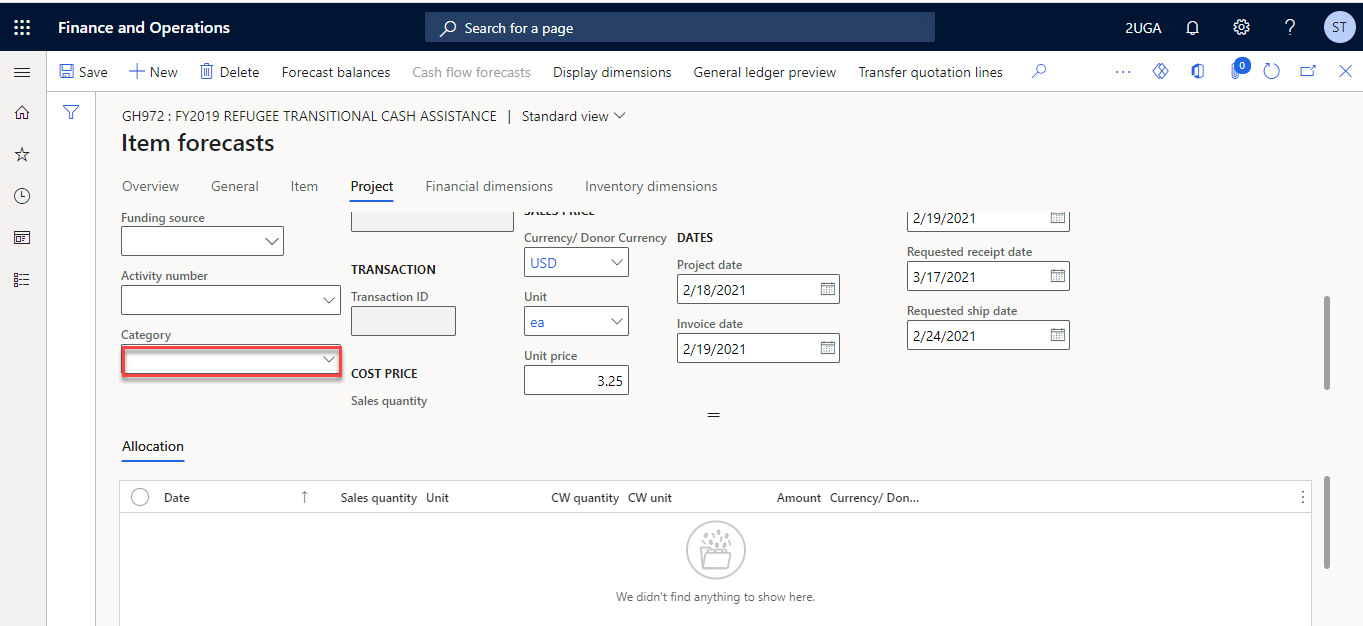 Finance and Operations
Search for a page
2UGA
?
ST
Save
New
Delete
Forecast balances
Cash flow forecasts
Display dimensions
General ledger preview
Transfer quotation lines
...
0
GH972 : FY2019 REFUGEE TRANSITIONAL CASH ASSISTANCE | Standard view
Item forecasts
Overview
General
Item
Project
Financial dimensions
Inventory dimensions
Funding source
Activity number
Category
TRANSACTION
Transaction ID
COST PRICE
Sales quantity
SALES PRICE
Currency/ Donor Currency
USD
Unit
ea
Unit price
3.25
DATES
Project date
2/18/2021
Invoice date
2/19/2021
2/19/2021
Requested receipt date
3/17/2021
Requested ship date
2/24/2021
Allocation
Date
Sales quantity
Unit
CW quantity
CW unit
Amount
Currency/ Don...
We didn't find anything to show here.